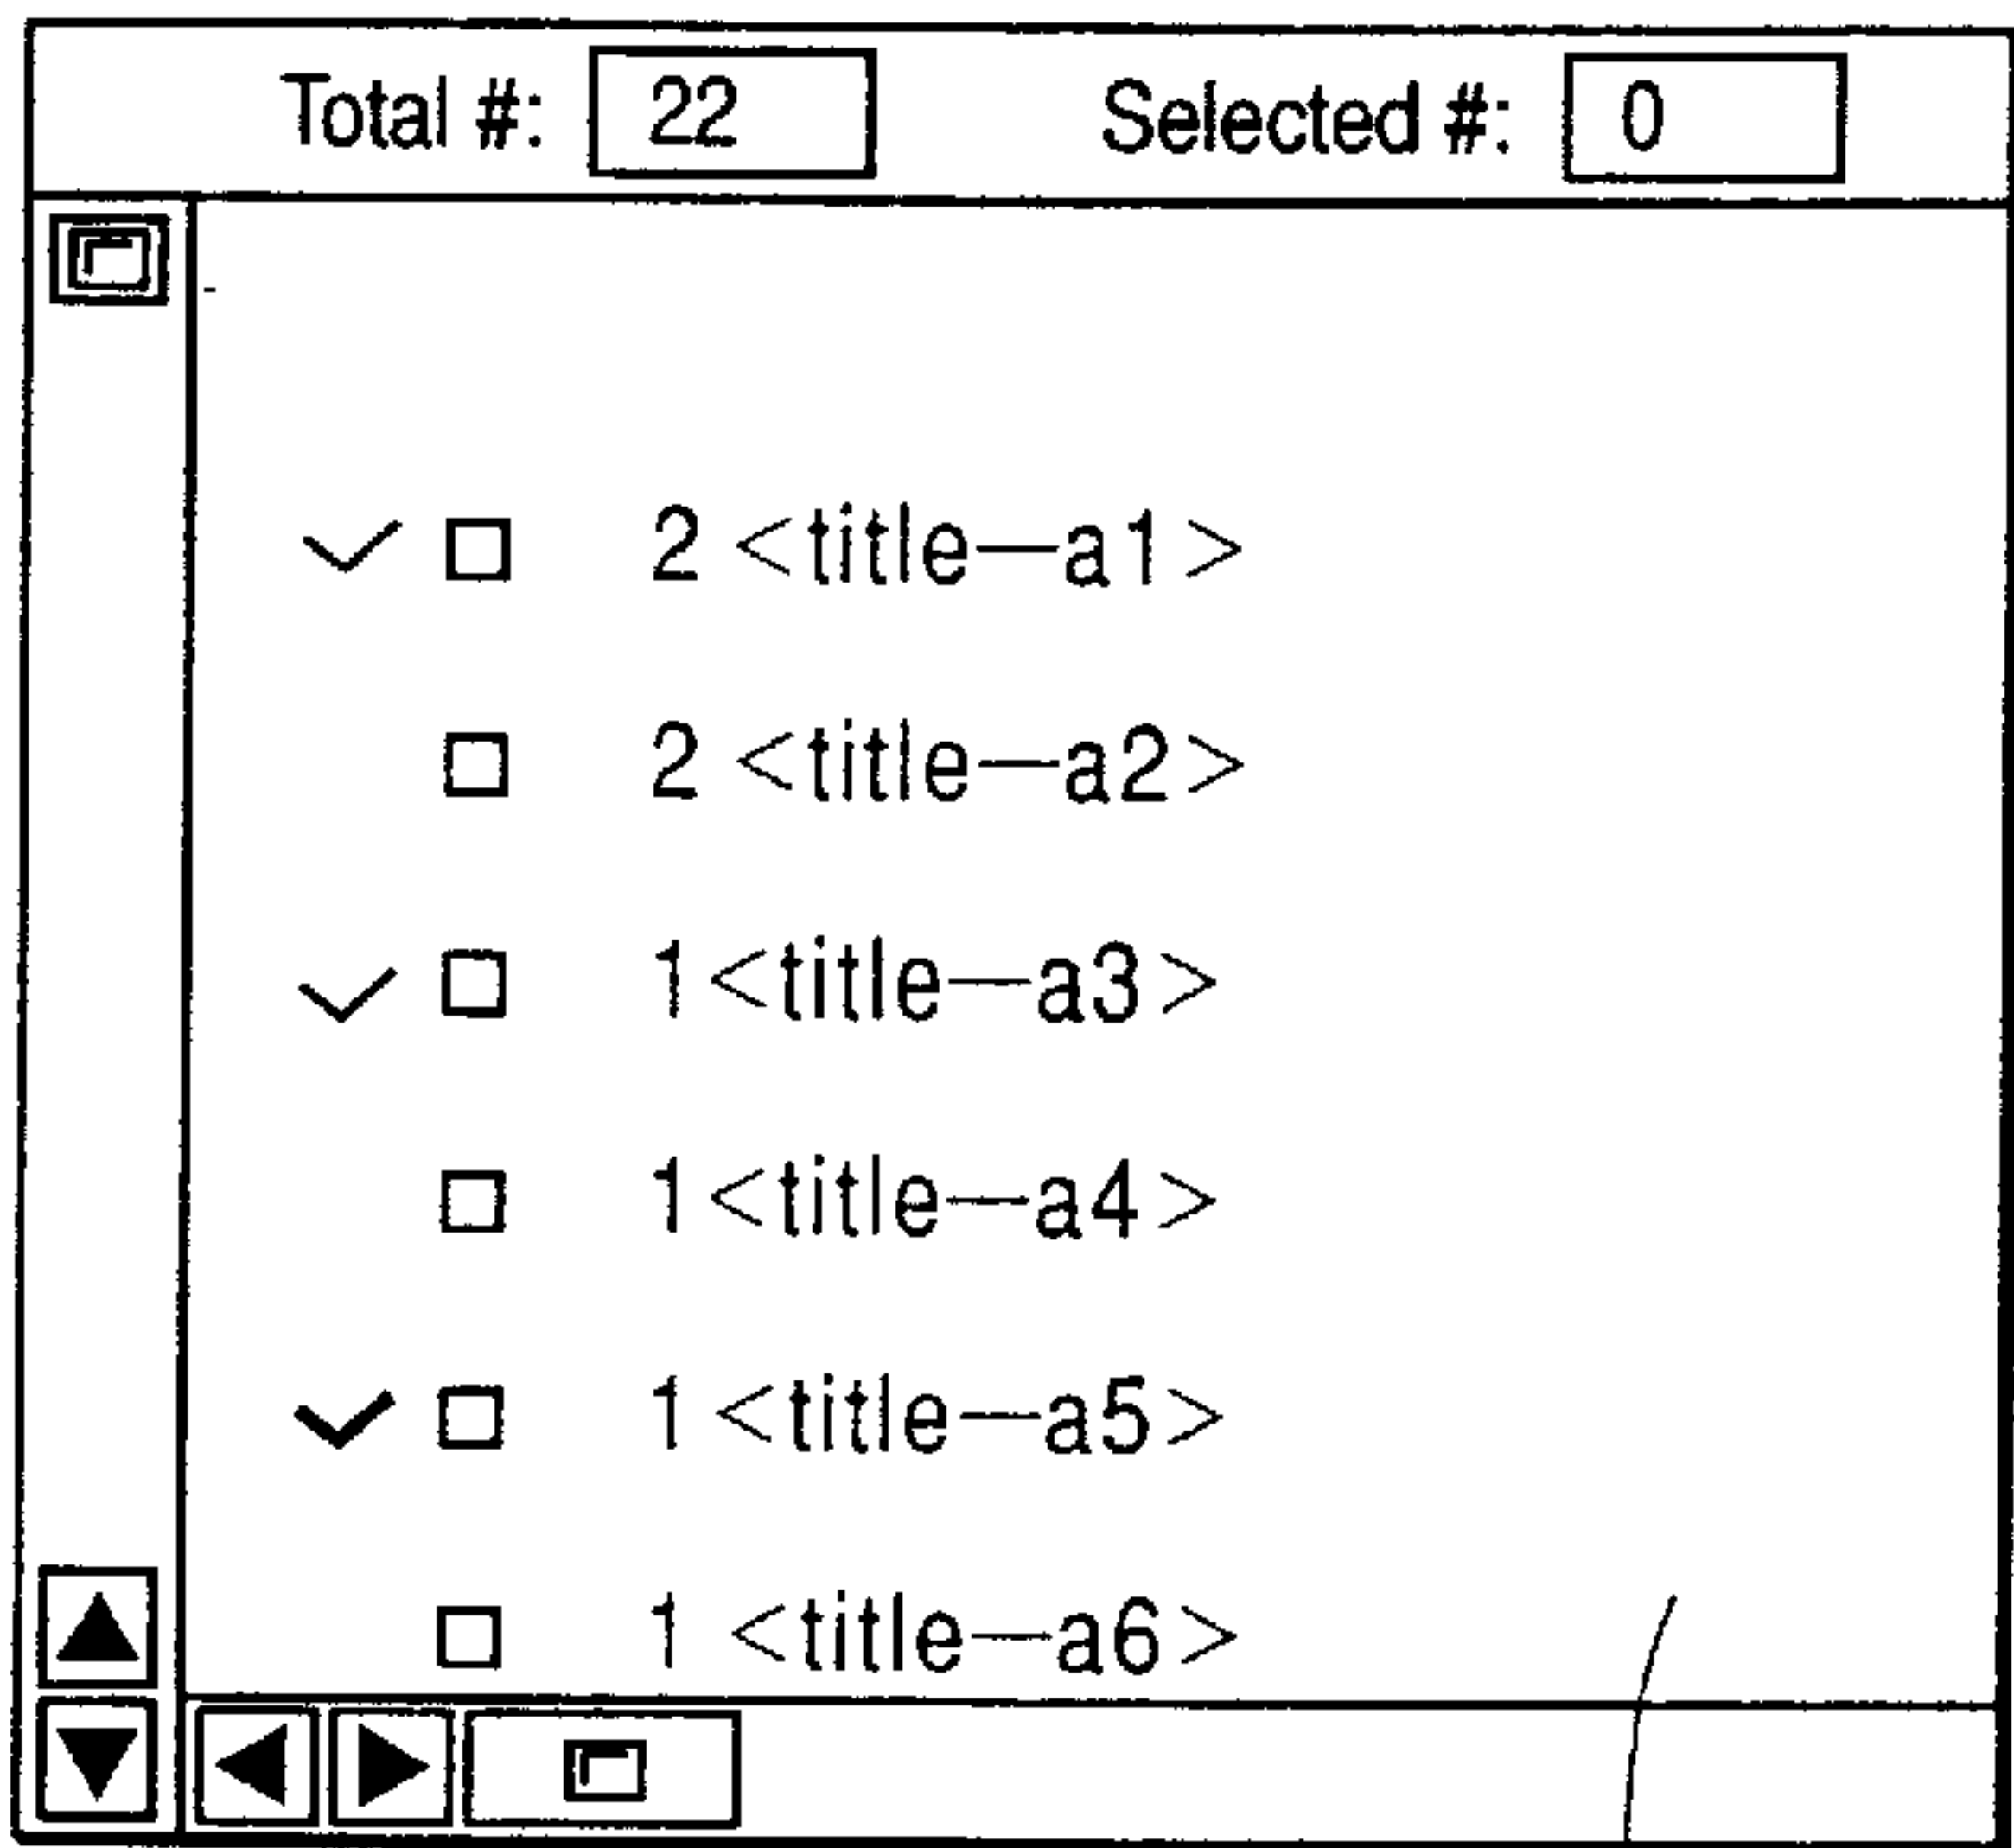 Total #: 22 Selected #: 0
✓ □ 2 <title—a1>
□ 2 <title—a2>
✓ □ 1<title—a3>
□ 1<title—a4>
✓ □ 1 <title—a5>
□ 1 <title—a6>